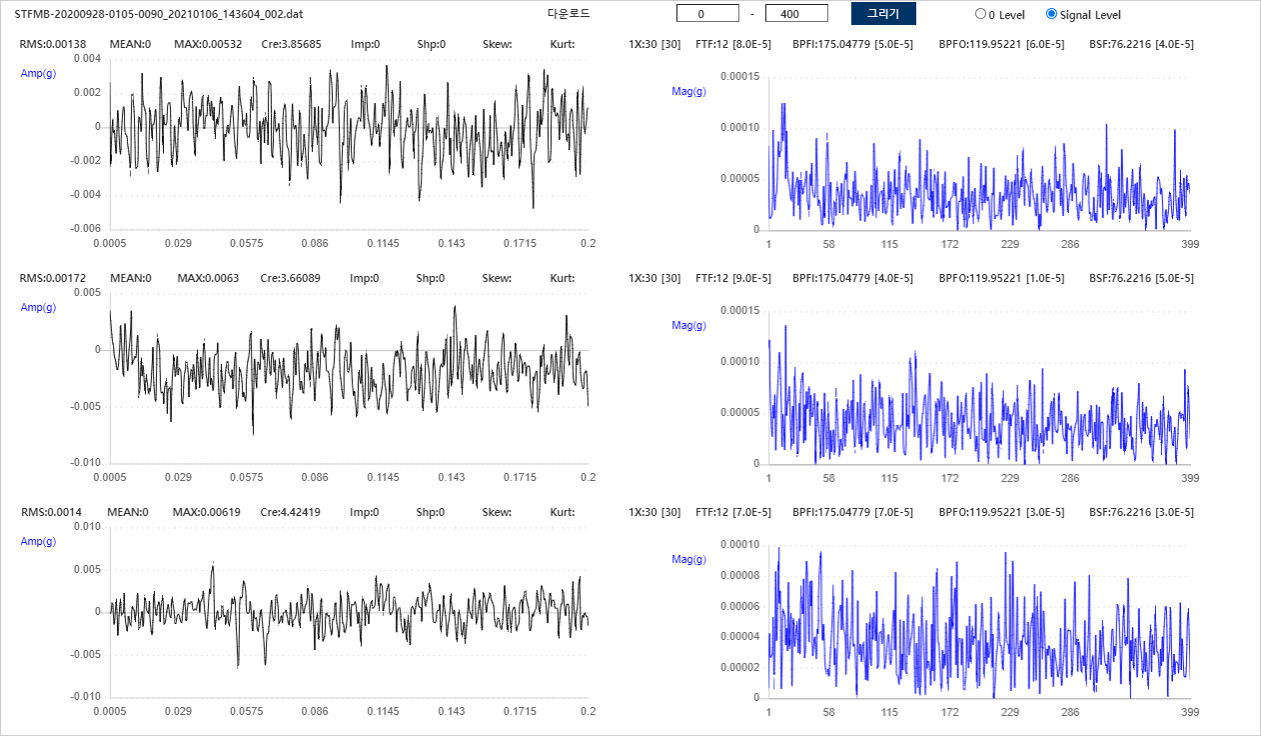 STFMB-20200928-0105-0090_20210106_143604_002.dat 다운로드 0 - 400 그리기 0 Level Signal Level
RMS:0.00138 MEAN:0 MAX:0.00532 Cre:3.85685 Imp:0 Shp:0 Skew: Kurt: 1X:30 [30] FTF:12 [8.0E-5] BPFI:175.04779 [5.0E-5] BPFO:119.95221 [6.0E-5] BSF:76.2216 [4.0E-5]
Amp(g)
0.004
0.002
0
-0.002
-0.004
-0.006
0.0005 0.029 0.0575 0.086 0.1145 0.143 0.1715 0.2
Mag(g)
0.00015
0.00010
0.00005
0
1 58 115 172 229 286 399
RMS:0.00172 MEAN:0 MAX:0.0063 Cre:3.66089 Imp:0 Shp:0 Skew: Kurt: 1X:30 [30] FTF:12 [9.0E-5] BPFI:175.04779 [4.0E-5] BPFO:119.95221 [1.0E-5] BSF:76.2216 [5.0E-5]
Amp(g)
0.005
0
-0.005
-0.010
0.0005 0.029 0.0575 0.086 0.1145 0.143 0.1715 0.2
Mag(g)
0.00015
0.00010
0.00005
0
1 58 115 172 229 286 399
RMS:0.0014 MEAN:0 MAX:0.00619 Cre:4.42419 Imp:0 Shp:0 Skew: Kurt: 1X:30 [30] FTF:12 [7.0E-5] BPFI:175.04779 [7.0E-5] BPFO:119.95221 [3.0E-5] BSF:76.2216 [3.0E-5]
Amp(g)
0.010
0.005
0
-0.005
-0.010
0.0005 0.029 0.0575 0.086 0.1145 0.143 0.1715 0.2
Mag(g)
0.00010
0.00008
0.00006
0.00004
0.00002
0
1 58 115 172 229 286 399